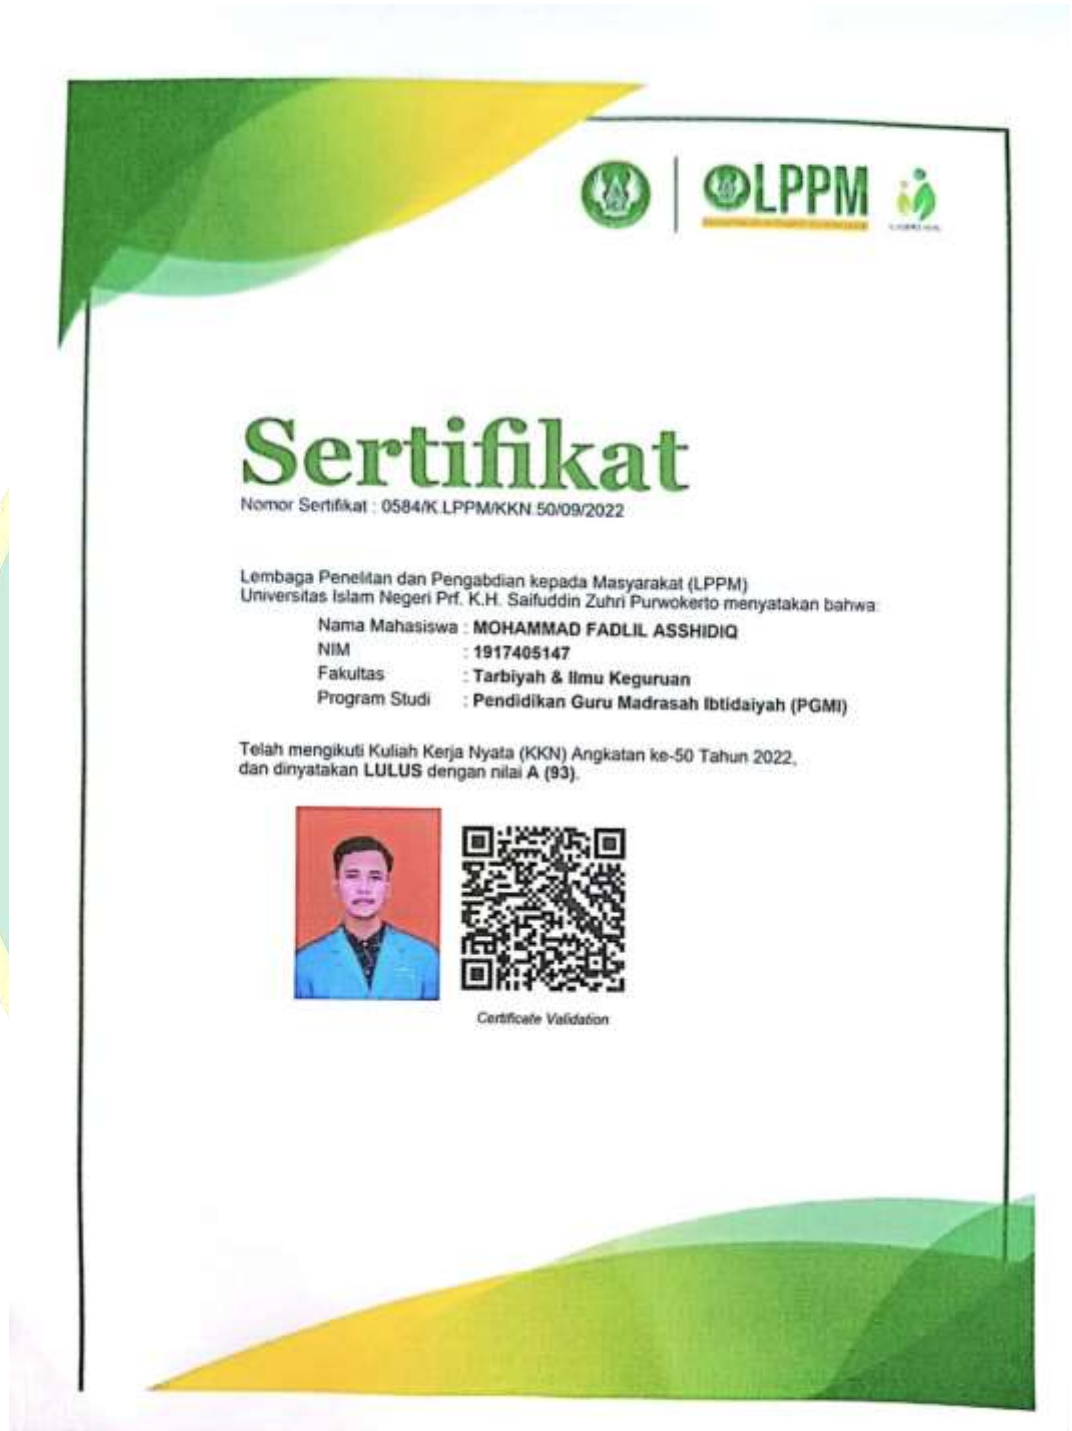 LPPM
Sertifikat
Nomor Sertifikat : 0584/K.LPPM/KKN.50/09/2022
Lembaga Penelitan dan Pengabdian kepada Masyarakat (LPPM)
Universitas Islam Negeri Prf. K.H. Saifuddin Zuhri Purwokerto menyatakan bahwa:
Nama Mahasiswa : MOHAMMAD FADLIL ASSHIDIQ
NIM : 1917405147
Fakultas : Tarbiyah & Ilmu Keguruan
Program Studi : Pendidikan Guru Madrasah Ibtidaiyah (PGMI)
Telah mengikuti Kuliah Kerja Nyata (KKN) Angkatan ke-50 Tahun 2022,
dan dinyatakan LULUS dengan nilai A (93).
Certificate Validation